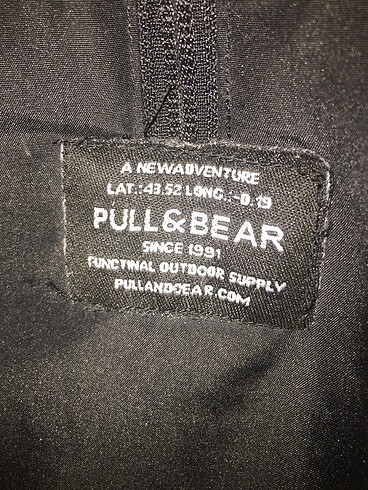 A NEWADVENTURE
LAT.:43.52 LONG.:-0.19
PULL&BEAR
SINCE 1991
FUNCTINAL OUTDOOR SUPPLY
PULLANDBEAR.COM